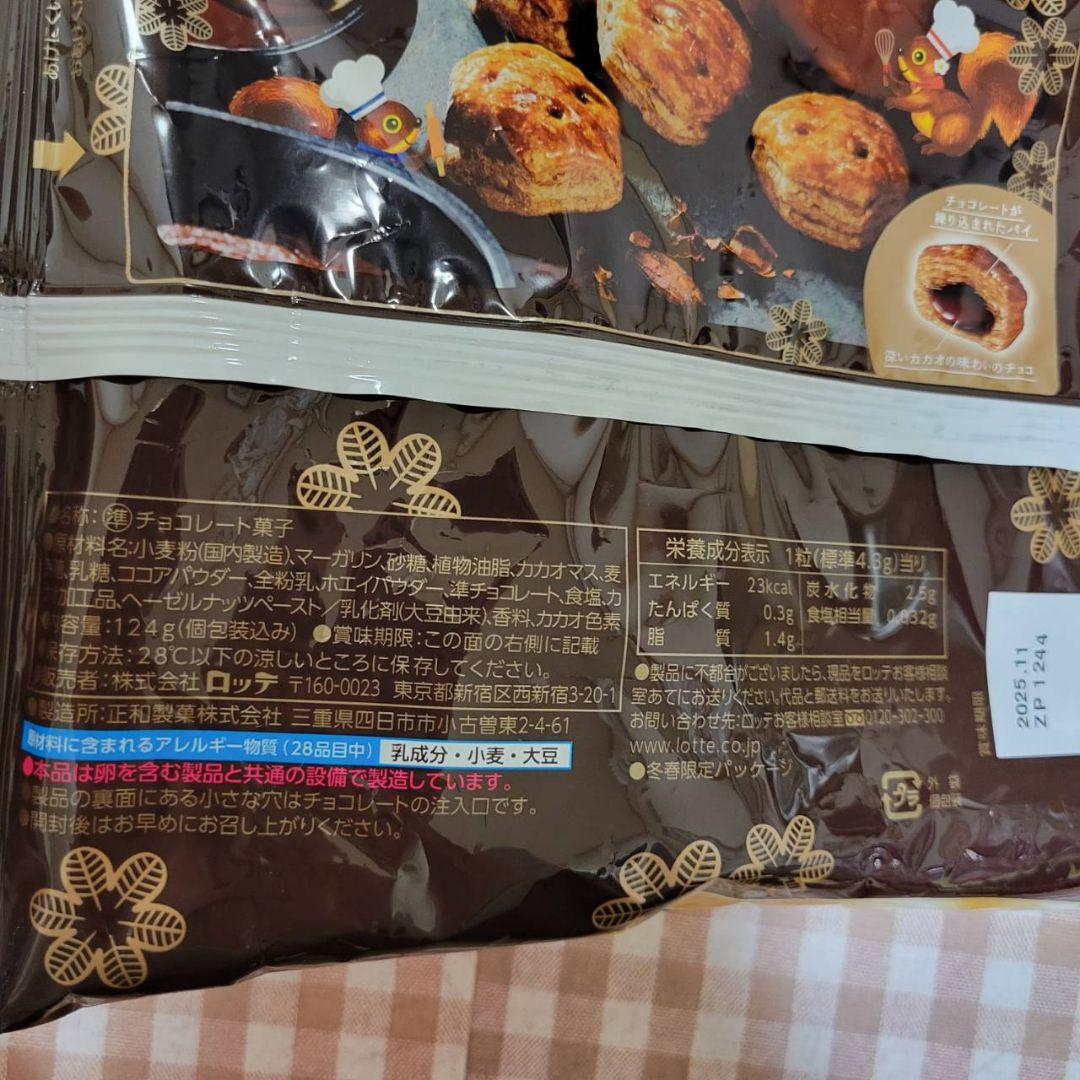 チョコレートが
練り込まれたパイ
深いカカオの味わいのチョコ
名称:準チョコレート菓子
原材料名:小麦粉(国内製造)、マーガリン、砂糖、植物油脂、カカオマス、麦
、乳糖、ココアパウダー、全粉乳、ホエイパウダー、準チョコレート、食塩、カ
加工品、ヘーゼルナッツペースト/乳化剤(大豆由来)、香料、カカオ色素
内容量:124g(個包装込み) ●賞味期限:この面の右側に記載
保存方法:28℃以下の涼しいところに保存してください。
販売者:株式会社ロッテ 〒160-0023 東京都新宿区西新宿3-20-1
●製造所:正和製菓株式会社 三重県四日市市小古曽東2-4-61
原材料に含まれるアレルギー物質(28品目中) 乳成分・小麦・大豆
●本品は卵を含む製品と共通の設備で製造しています。
●製品の裏面にある小さな穴はチョコレートの注入口です。
●開封後はお早めにお召し上がりください。
栄養成分表示 1粒(標準4.3g)当り
エネルギー 23kcal 炭水化物 2.5g
たんぱく質 0.3g 食塩相当量 0.032g
脂質 1.4g
●製品に不都合がございましたら、現品をロッテお客様相談
室あてにお送りください。代品と郵送料をお送りいたします。
お問い合わせ先:ロッテお客様相談室 0120-302-300
www.lotte.co.jp
●冬春限定パッケージ
プラ
外袋
個包装
賞味期限
2025.11
ZP 1244